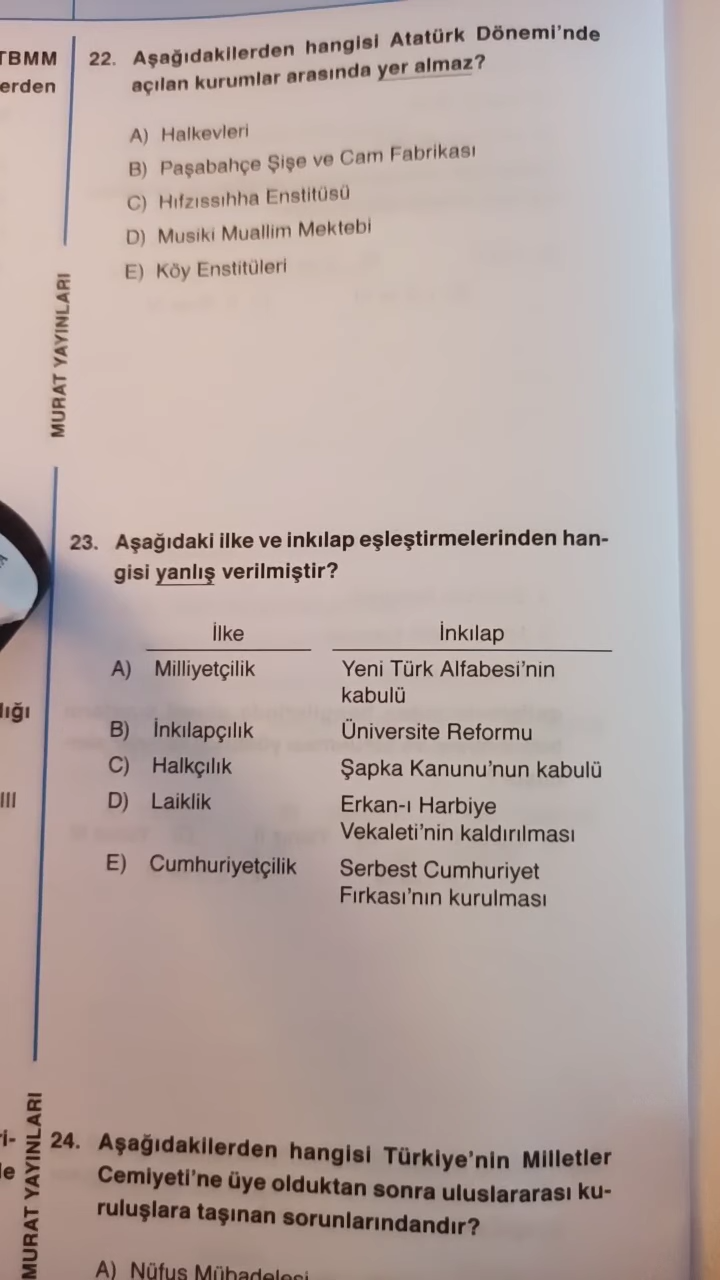 TBMM
erden
22. Aşağıdakilerden hangisi Atatürk Dönemi'nde
açılan kurumlar arasında yer almaz?
A) Halkevleri
B) Paşabahçe Şişe ve Cam Fabrikası
C) Hıfzıssıhha Enstitüsü
D) Musiki Muallim Mektebi
E) Köy Enstitüleri
MURAT YAYINLARI
23. Aşağıdaki ilke ve inkılap eşleştirmelerinden han-
gisi yanlış verilmiştir?
İlke İnkılap
A) Milliyetçilik Yeni Türk Alfabesi'nin
kabulü
B) İnkılapçılık Üniversite Reformu
C) Halkçılık Şapka Kanunu'nun kabulü
D) Laiklik Erkan-ı Harbiye
Vekaleti'nin kaldırılması
E) Cumhuriyetçilik Serbest Cumhuriyet
Fırkası'nın kurulması
lığı
III
MURAT YAYINLARI
24. Aşağıdakilerden hangisi Türkiye'nin Milletler
Cemiyeti'ne üye olduktan sonra uluslararası ku-
ruluşlara taşınan sorunlarındandır?
A) Nüfus Mübadelesi